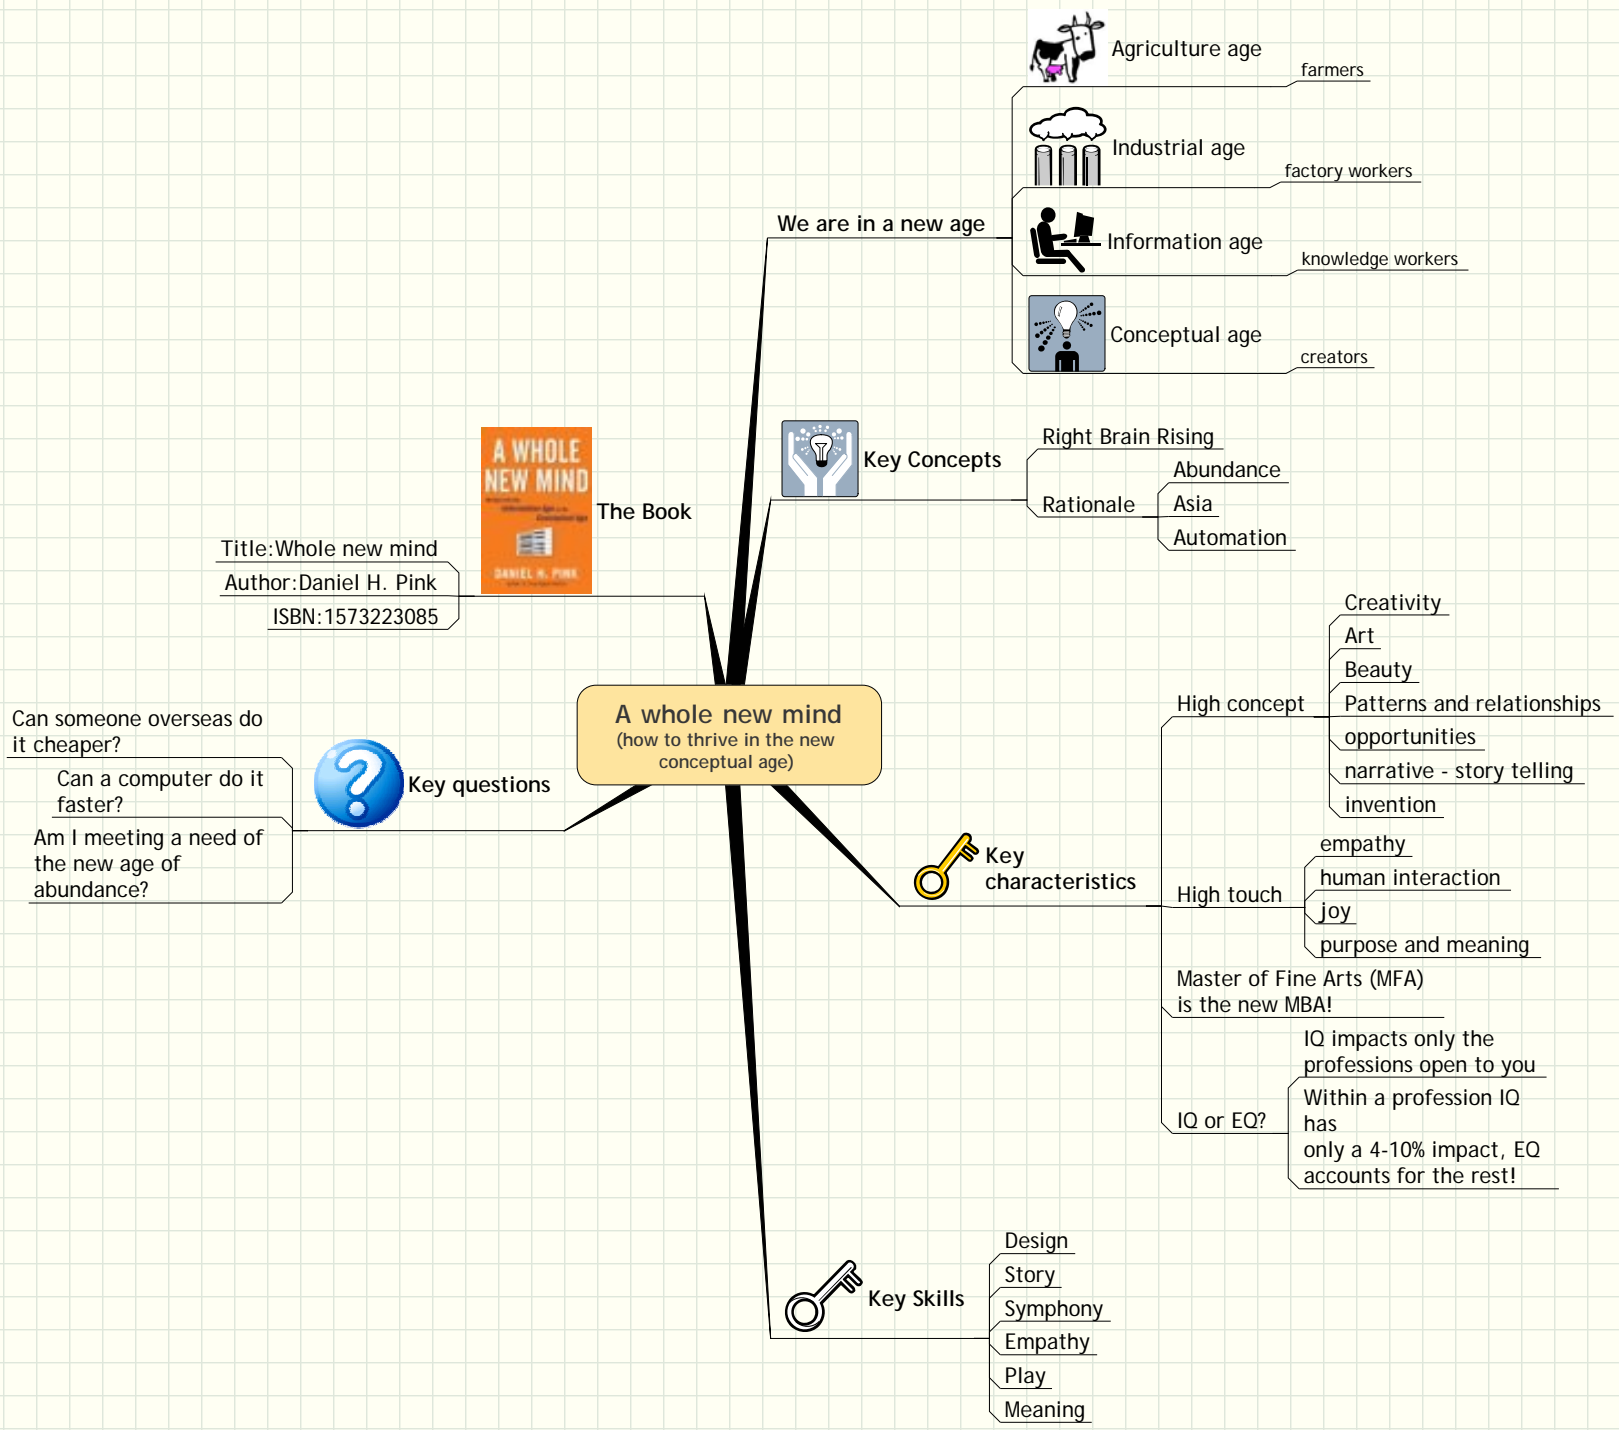 Agriculture age
farmers
Industrial age
factory workers
We are in a new age
Information age
knowledge workers
Conceptual age
creators
Key Concepts
Right Brain Rising
Rationale
Abundance
Asia
Automation
A WHOLE
NEW MIND
DANIEL H. PINK
The Book
Title:Whole new mind
Author:Daniel H. Pink
ISBN:1573223085
A whole new mind
(how to thrive in the new
conceptual age)
Key questions
Can someone overseas do
it cheaper?
Can a computer do it
faster?
Am I meeting a need of
the new age of
abundance?
Key
characteristics
High concept
Creativity
Art
Beauty
Patterns and relationships
opportunities
narrative - story telling
invention
High touch
empathy
human interaction
joy
purpose and meaning
Master of Fine Arts (MFA)
is the new MBA!
IQ or EQ?
IQ impacts only the
professions open to you
Within a profession IQ
has
only a 4-10% impact, EQ
accounts for the rest!
Key Skills
Design
Story
Symphony
Empathy
Play
Meaning